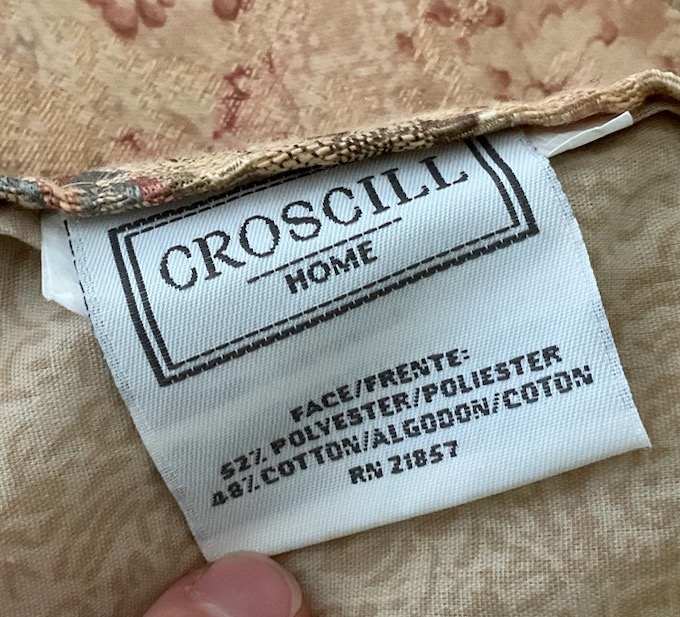 CROSCILL
HOME
FACE/FRENTE:
52% POLYESTER/POLIESTER
48% COTTON/ALGODON/COTON
RN 21857